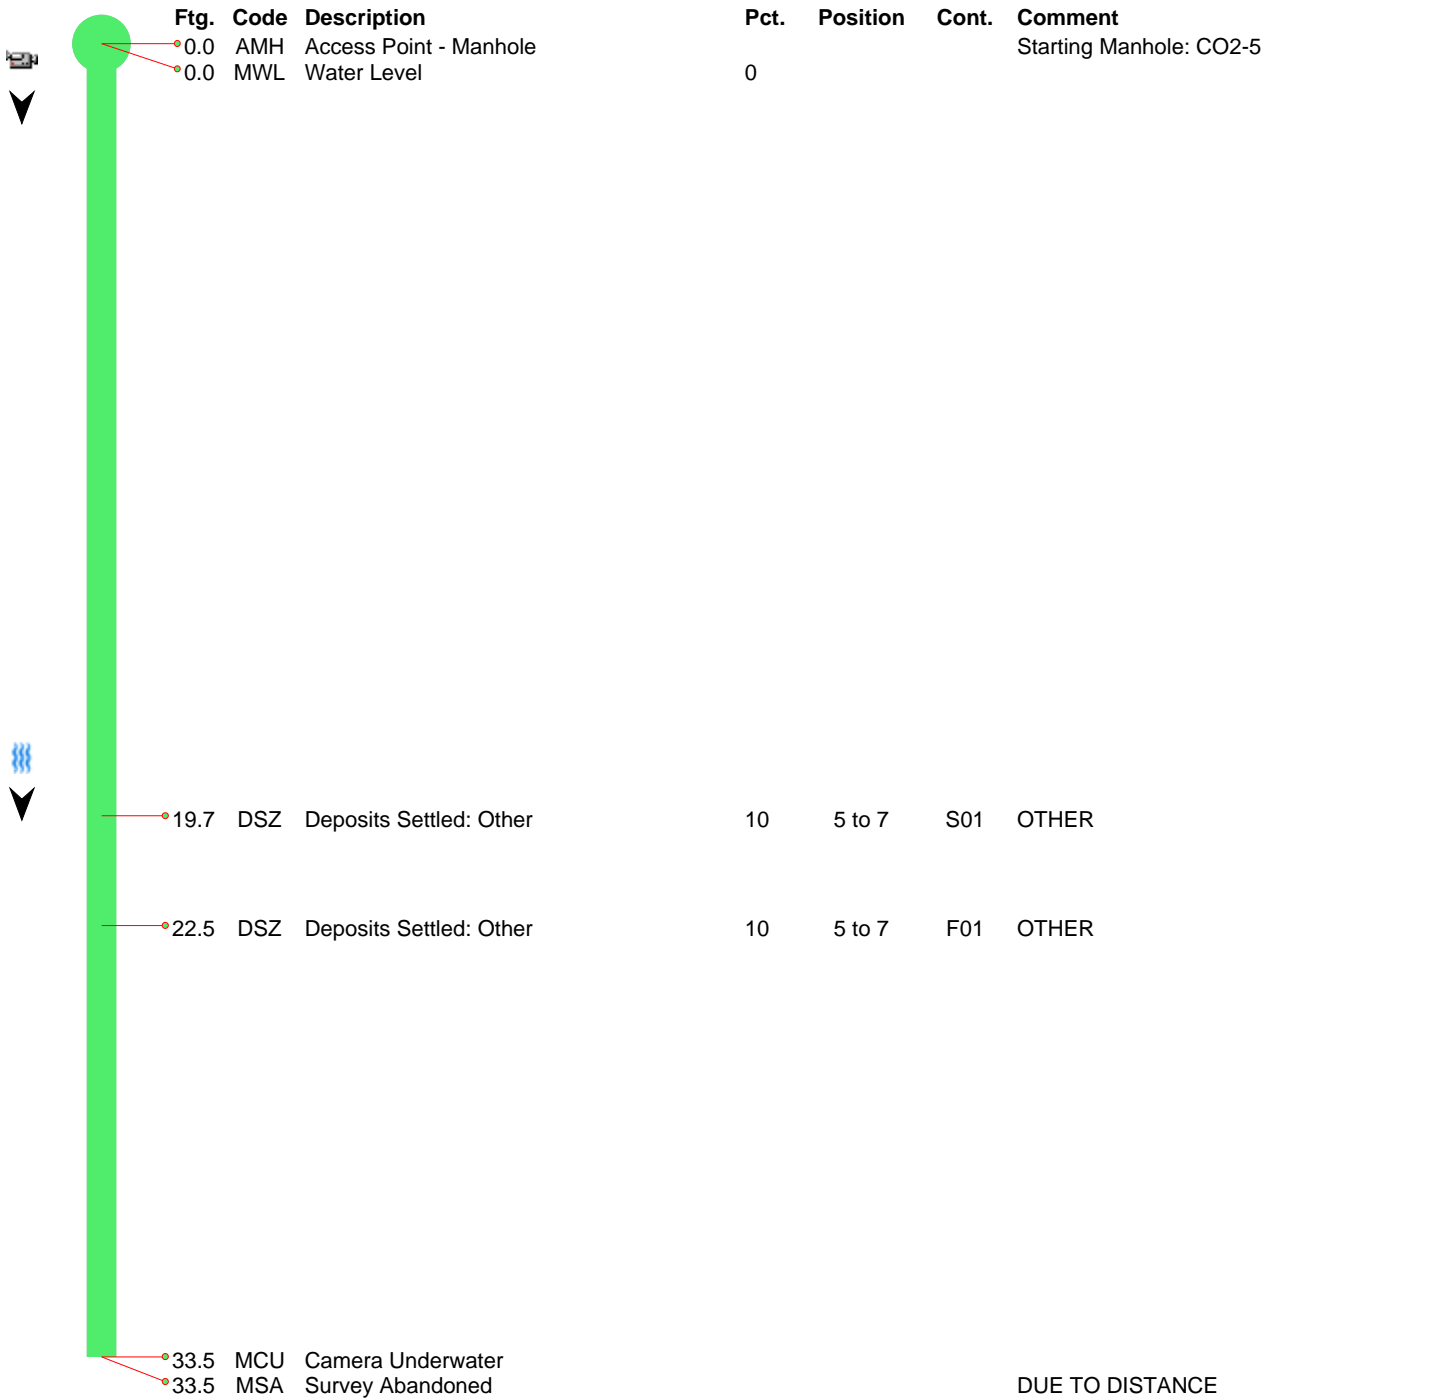 Ftg. Code Description Pct. Position Cont. Comment
0.0 AMH Access Point - Manhole Starting Manhole: CO2-5
0.0 MWL Water Level 0
19.7 DSZ Deposits Settled: Other 10 5 to 7 S01 OTHER
22.5 DSZ Deposits Settled: Other 10 5 to 7 F01 OTHER
33.5 MCU Camera Underwater
33.5 MSA Survey Abandoned DUE TO DISTANCE